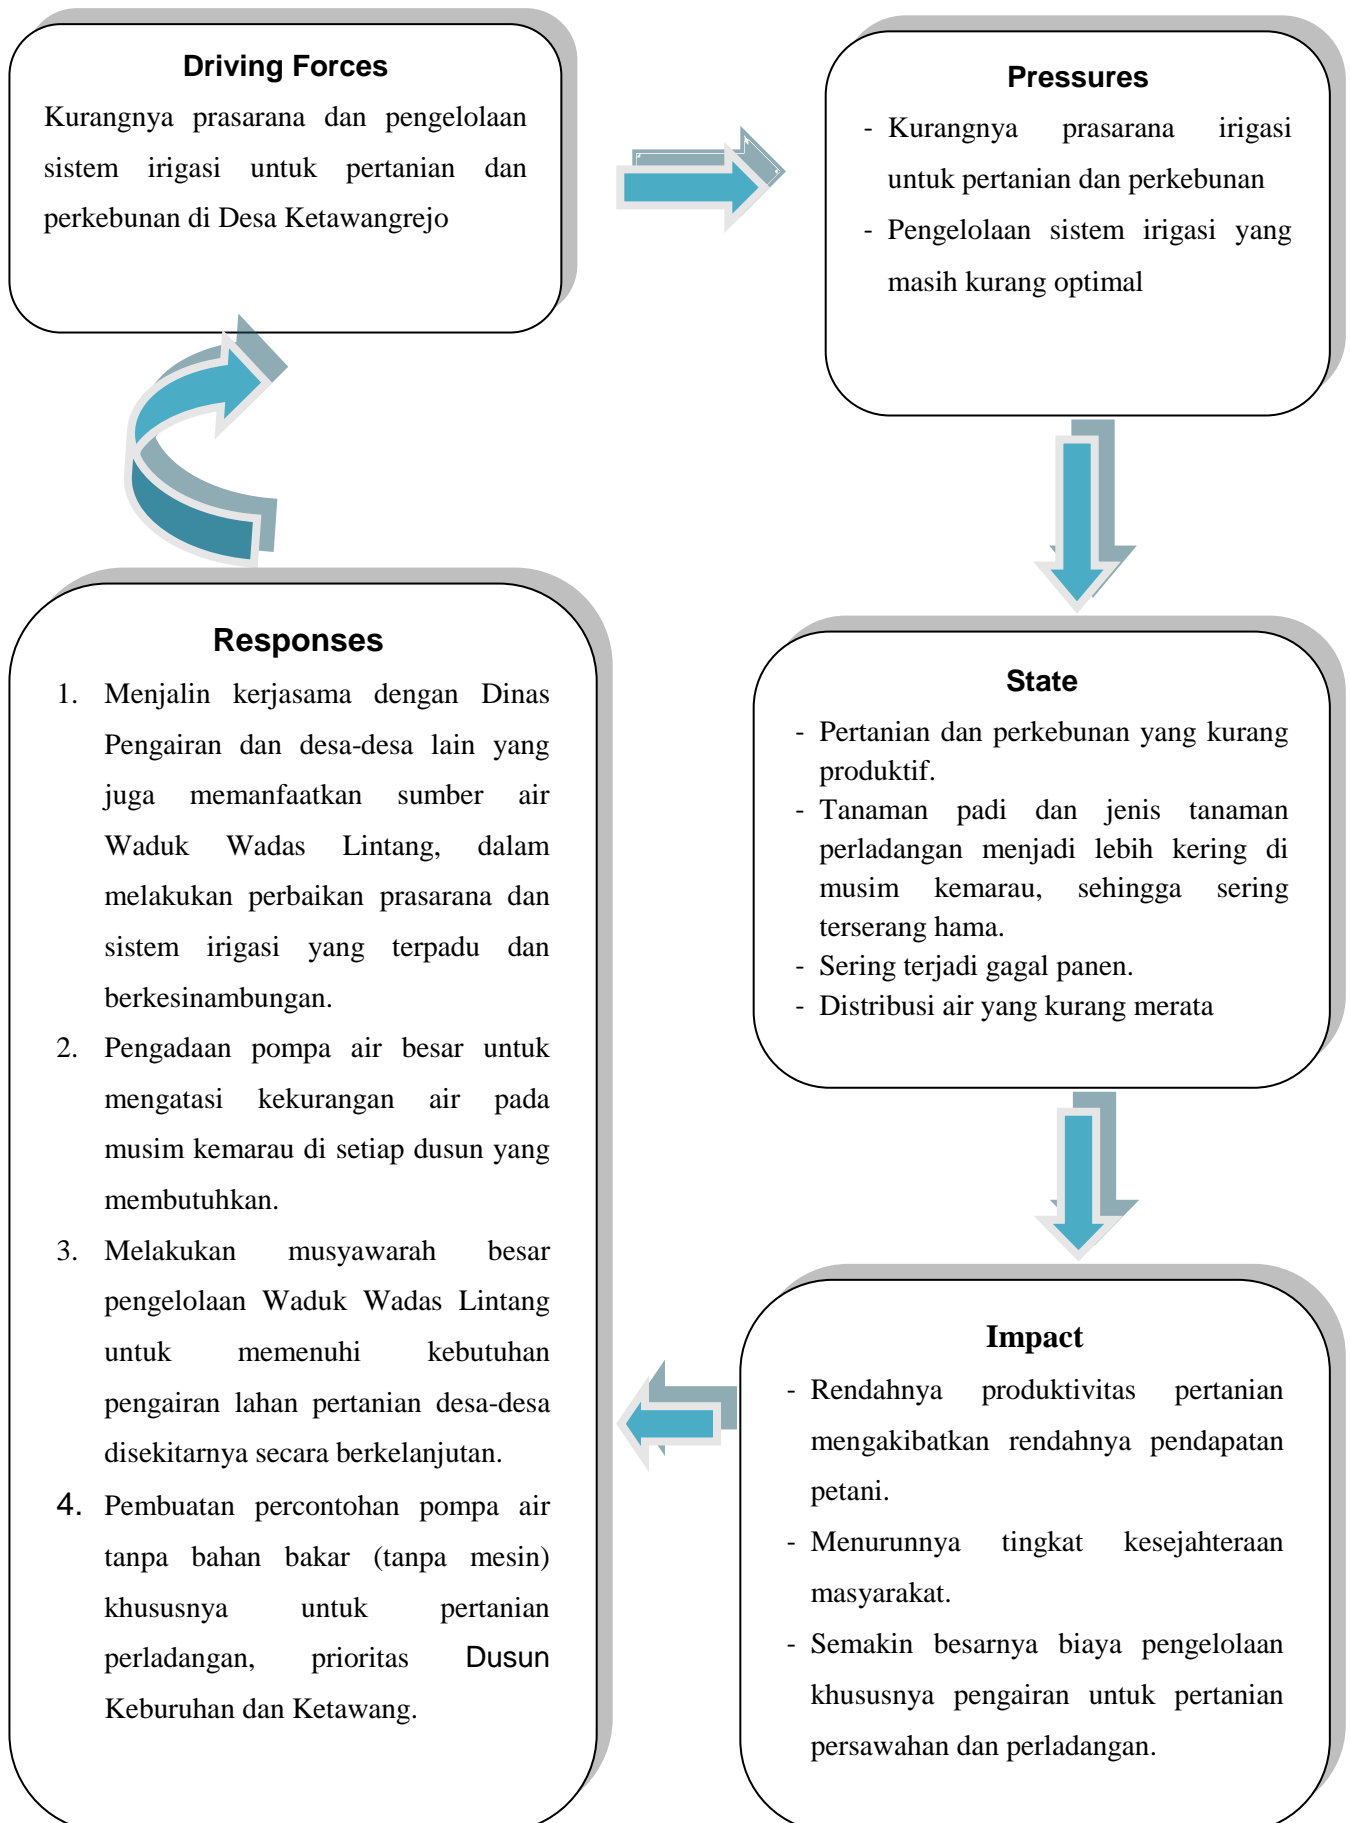 Driving Forces
Kurangnya prasarana dan pengelolaan
sistem irigasi untuk pertanian dan
perkebunan di Desa Ketawangrejo
Pressures
- Kurangnya prasarana irigasi
untuk pertanian dan perkebunan
- Pengelolaan sistem irigasi yang
masih kurang optimal
State
- Pertanian dan perkebunan yang kurang
produktif.
- Tanaman padi dan jenis tanaman
perladangan menjadi lebih kering di
musim kemarau, sehingga sering
terserang hama.
- Sering terjadi gagal panen.
- Distribusi air yang kurang merata
Impact
- Rendahnya produktivitas pertanian
mengakibatkan rendahnya pendapatan
petani.
- Menurunnya tingkat kesejahteraan
masyarakat.
- Semakin besarnya biaya pengelolaan
khususnya pengairan untuk pertanian
persawahan dan perladangan.
Responses
1. Menjalin kerjasama dengan Dinas
Pengairan dan desa-desa lain yang
juga memanfaatkan sumber air
Waduk Wadas Lintang, dalam
melakukan perbaikan prasarana dan
sistem irigasi yang terpadu dan
berkesinambungan.
2. Pengadaan pompa air besar untuk
mengatasi kekurangan air pada
musim kemarau di setiap dusun yang
membutuhkan.
3. Melakukan musyawarah besar
pengelolaan Waduk Wadas Lintang
untuk memenuhi kebutuhan
pengairan lahan pertanian desa-desa
disekitarnya secara berkelanjutan.
4. Pembuatan percontohan pompa air
tanpa bahan bakar (tanpa mesin)
khususnya untuk pertanian
perladangan, prioritas Dusun
Keburuhan dan Ketawang.